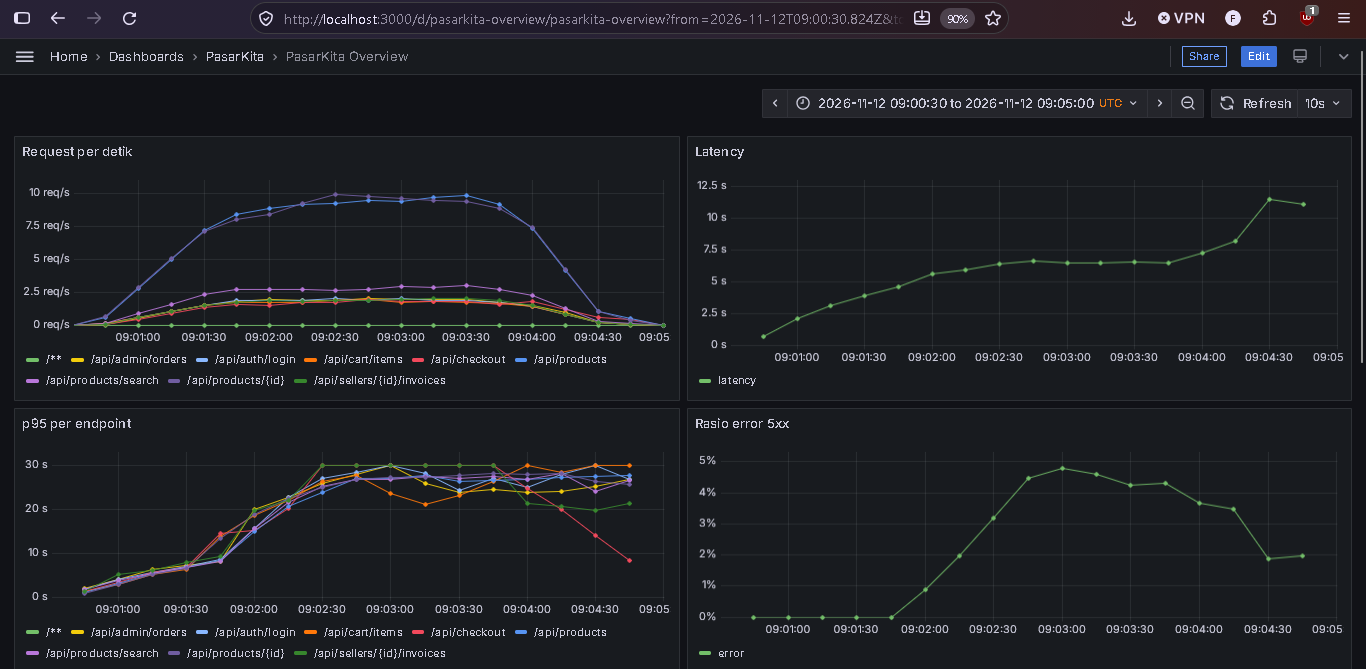 http://localhost:3000/d/pasarkita-overview/pasarkita-overview?from=2026-11-12T09:00:30.824Z&to
90%
VPN
F
1
Home › Dashboards › PasarKita › PasarKita Overview
Share
Edit
2026-11-12 09:00:30 to 2026-11-12 09:05:00 UTC
Refresh
10s
Request per detik
10 req/s
7.5 req/s
5 req/s
2.5 req/s
0 req/s
09:01:00 09:01:30 09:02:00 09:02:30 09:03:00 09:03:30 09:04:00 09:04:30 09:05
/** /api/admin/orders /api/auth/login /api/cart/items /api/checkout /api/products
/api/products/search /api/products/{id} /api/sellers/{id}/invoices
Latency
12.5 s
10 s
7.5 s
5 s
2.5 s
0 s
09:01:00 09:01:30 09:02:00 09:02:30 09:03:00 09:03:30 09:04:00 09:04:30 09:05
latency
p95 per endpoint
30 s
20 s
10 s
0 s
09:01:00 09:01:30 09:02:00 09:02:30 09:03:00 09:03:30 09:04:00 09:04:30 09:05
/** /api/admin/orders /api/auth/login /api/cart/items /api/checkout /api/products
/api/products/search /api/products/{id} /api/sellers/{id}/invoices
Rasio error 5xx
5%
4%
3%
2%
1%
0%
09:01:00 09:01:30 09:02:00 09:02:30 09:03:00 09:03:30 09:04:00 09:04:30 09:05
error